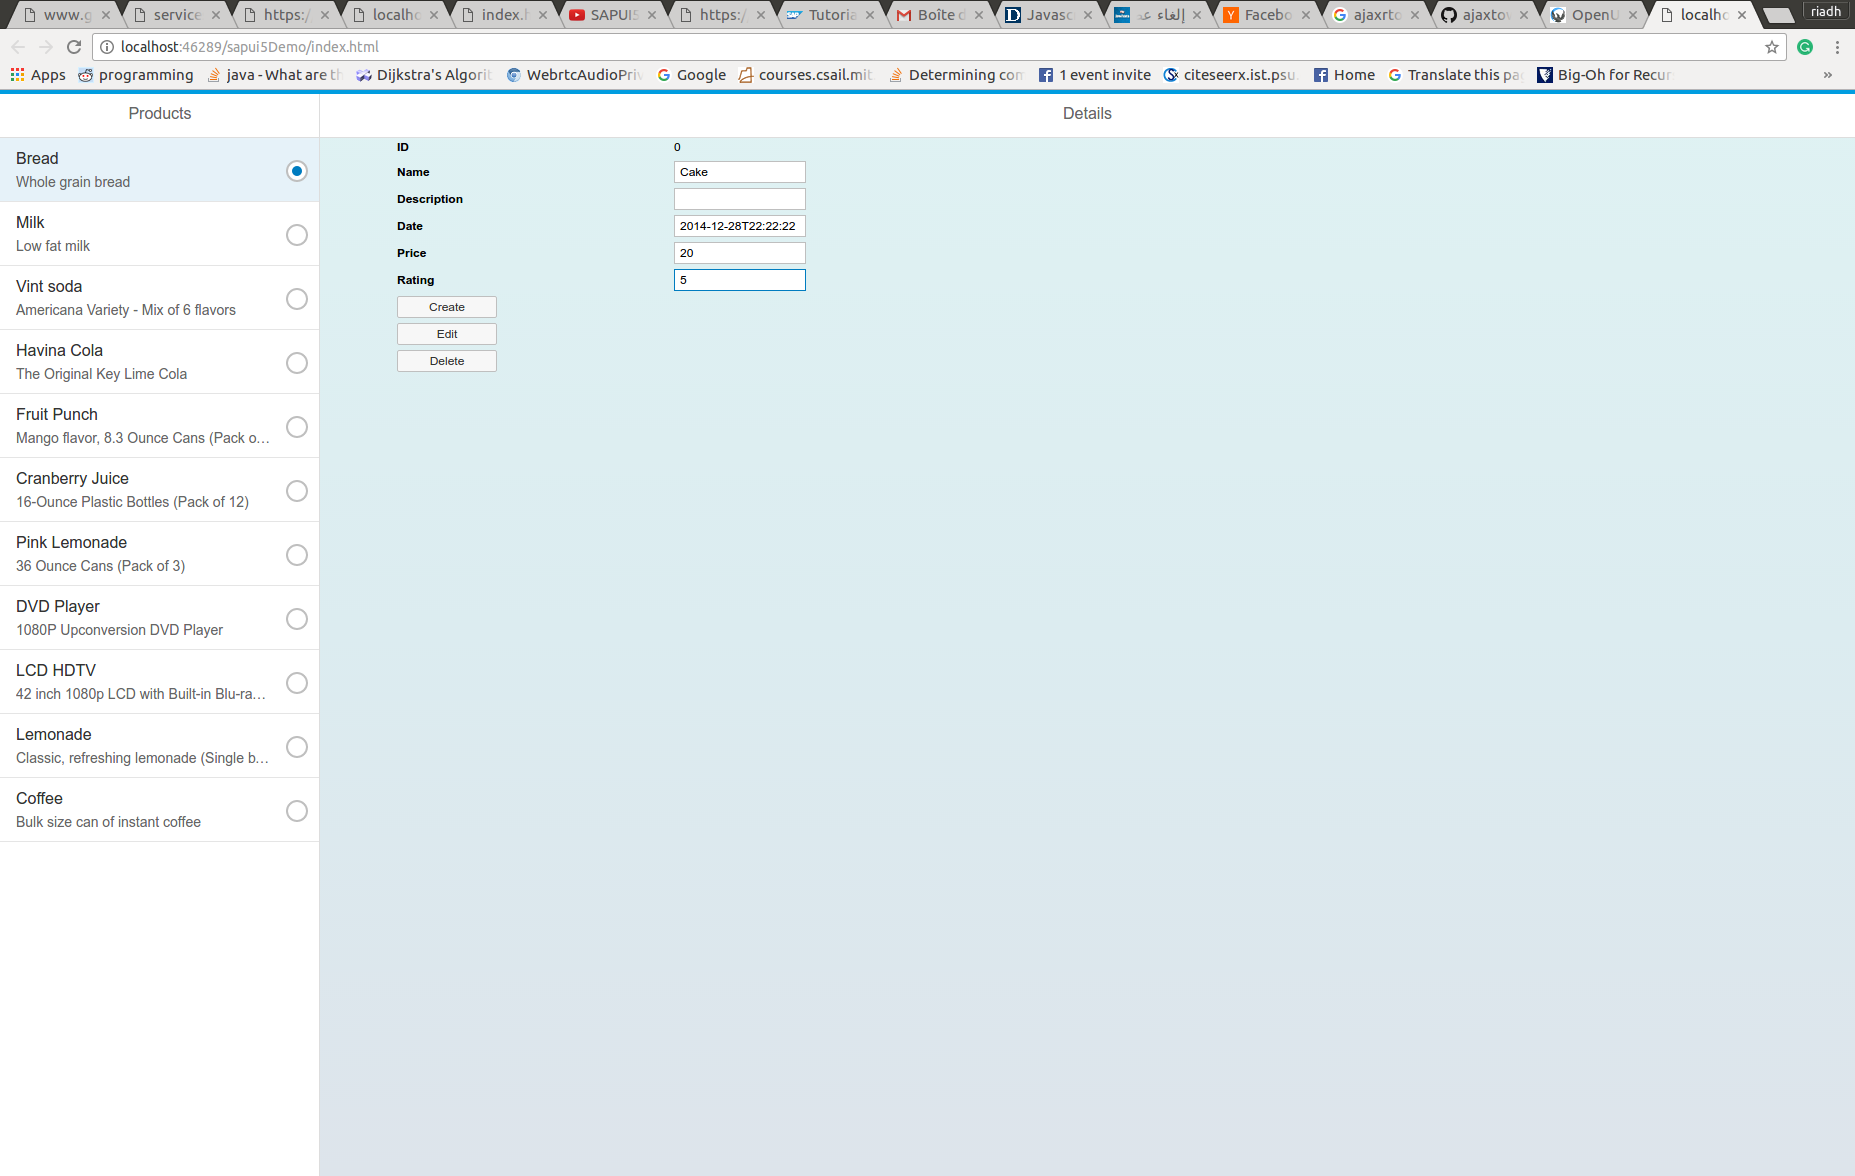 www.g
service
https:/
localho
index.h
SAPUI5
https:/
Tutoria
Boîte d
Javasc
إلغاء عد
Facebo
ajaxrto
ajaxtov
OpenU
localho
riadh
localhost:46289/sapui5Demo/index.html
Apps
programming
java - What are th
Dijkstra's Algorit
WebrtcAudioPriv
Google
courses.csail.mit
Determining com
1 event invite
citeseerx.ist.psu.
Home
Translate this pa
Big-Oh for Recur
»
Products
Details
Bread
Whole grain bread
Milk
Low fat milk
Vint soda
Americana Variety - Mix of 6 flavors
Havina Cola
The Original Key Lime Cola
Fruit Punch
Mango flavor, 8.3 Ounce Cans (Pack o...
Cranberry Juice
16-Ounce Plastic Bottles (Pack of 12)
Pink Lemonade
36 Ounce Cans (Pack of 3)
DVD Player
1080P Upconversion DVD Player
LCD HDTV
42 inch 1080p LCD with Built-in Blu-ra...
Lemonade
Classic, refreshing lemonade (Single b...
Coffee
Bulk size can of instant coffee
ID 0
Name Cake
Description
Date 2014-12-28T22:22:22
Price 20
Rating 5
Create
Edit
Delete